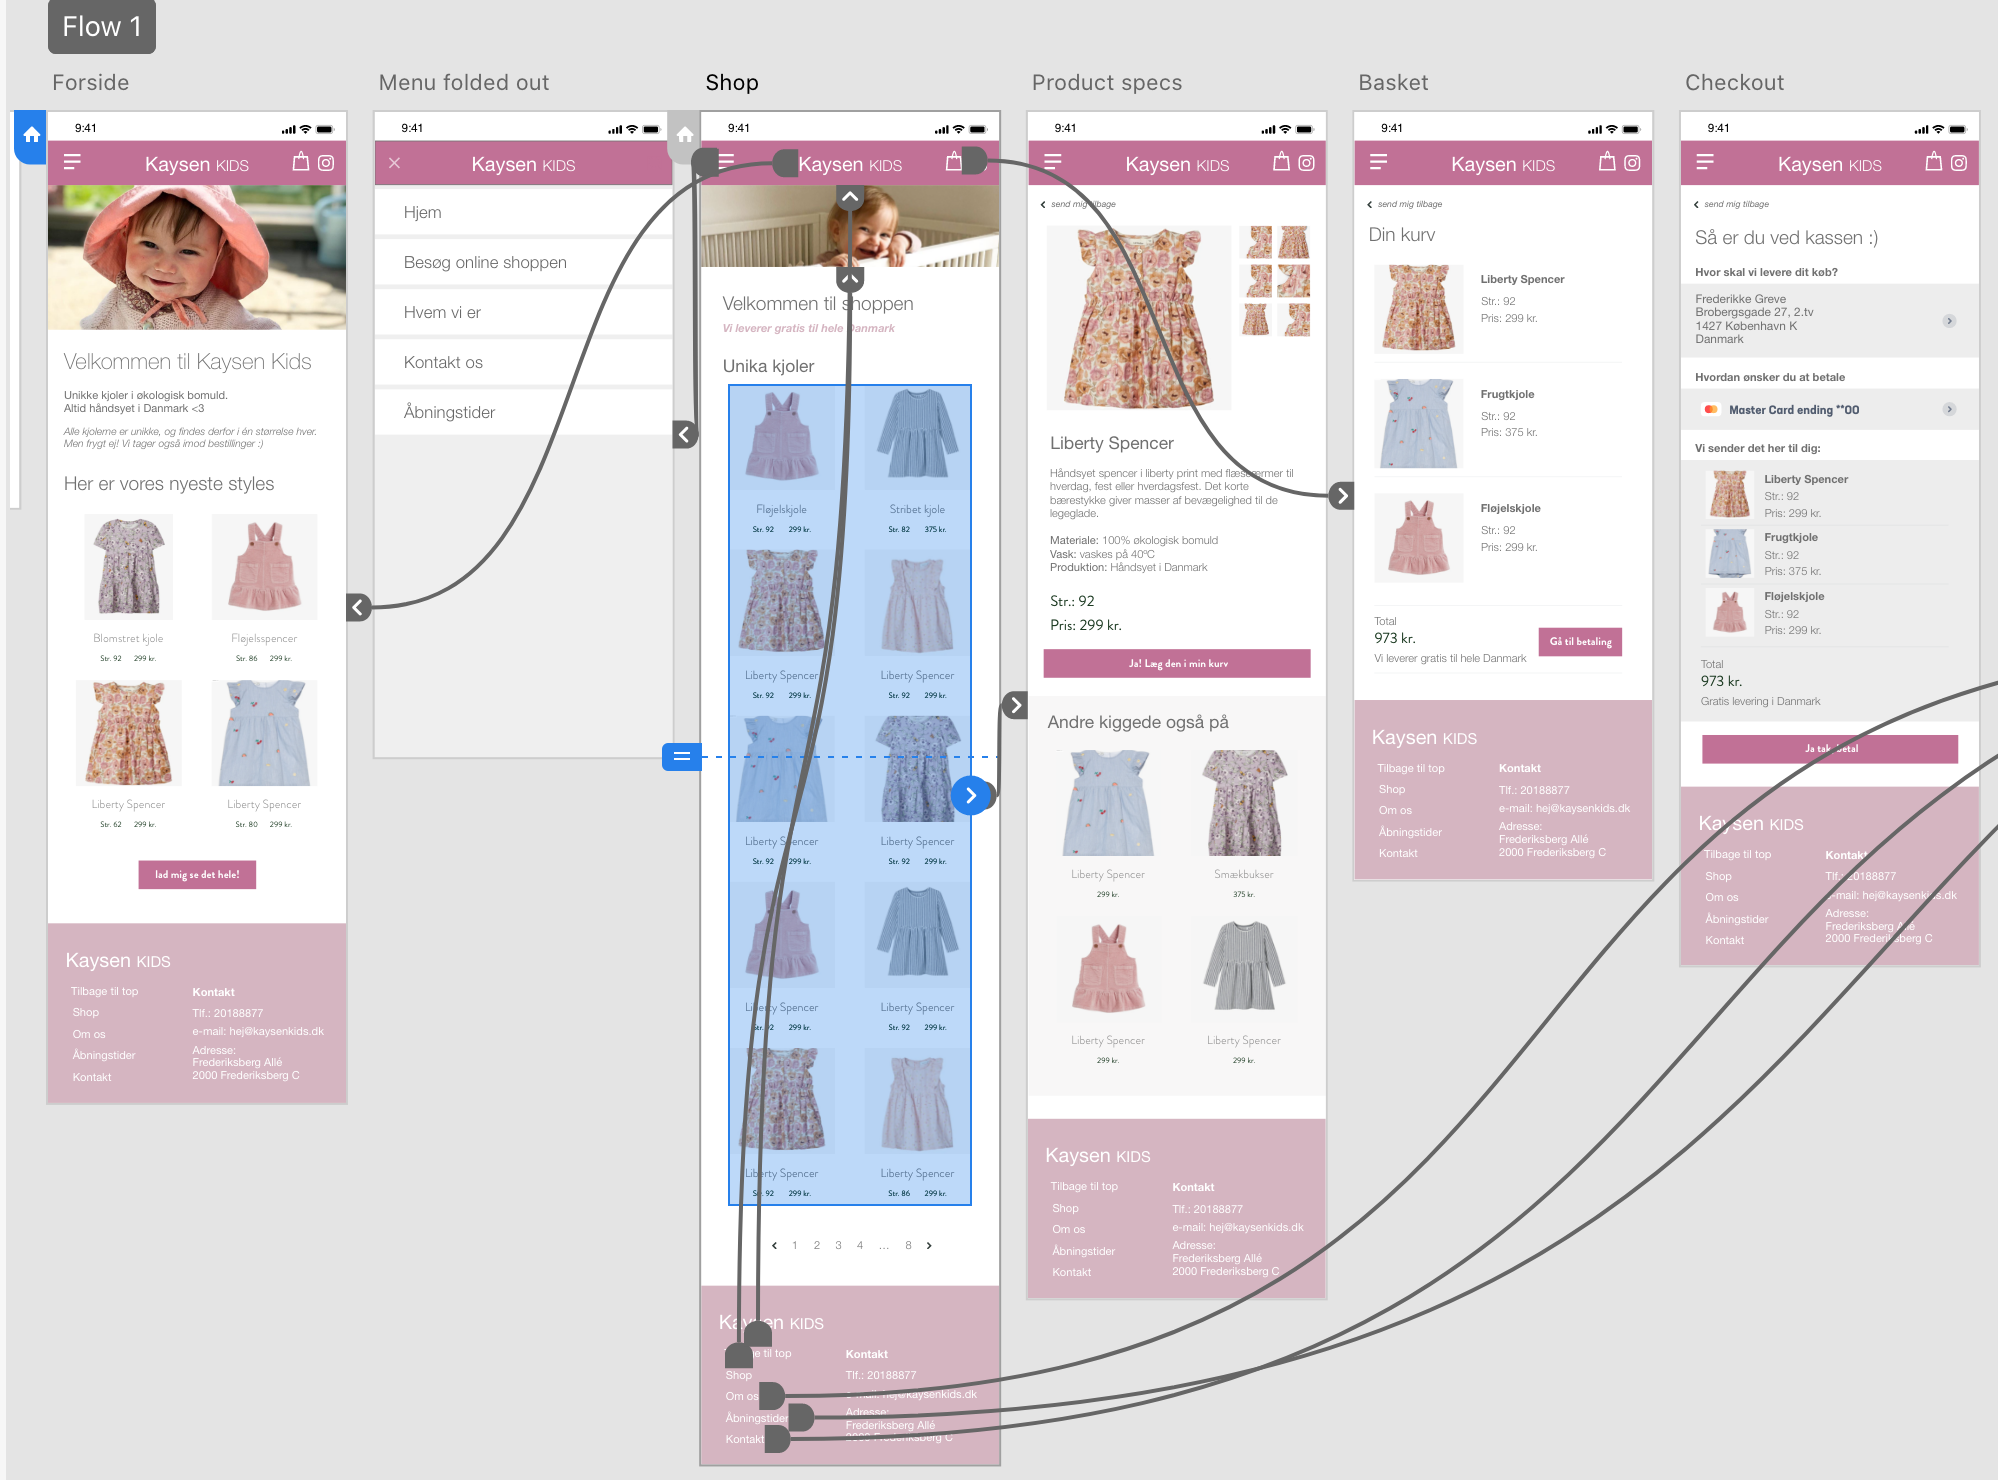 Flow 1
Forside
9:41
Kaysen KIDS
Velkommen til Kaysen Kids
Unikke kjoler i økologisk bomuld.
Altid håndsyet i Danmark <3
Alle kjolerne er unikke, og findes derfor i én størrelse hver.
Men frygt ej! Vi tager også imod bestillinger :)
Her er vores nyeste styles
Blomstret kjole
Str. 92 299 kr.
Fløjelsspencer
Str. 86 299 kr.
Liberty Spencer
Str. 62 299 kr.
Liberty Spencer
Str. 80 299 kr.
lad mig se det hele!
Kaysen KIDS
Tilbage til top
Shop
Om os
Åbningstider
Kontakt
Kontakt
Tlf.: 20188877
e-mail: hej@kaysenkids.dk
Adresse:
Frederiksberg Allé
2000 Frederiksberg C
Menu folded out
9:41
Kaysen KIDS
Hjem
Besøg online shoppen
Hvem vi er
Kontakt os
Åbningstider
Shop
9:41
Kaysen KIDS
Velkommen til shoppen
Vi leverer gratis til hele Danmark
Unika kjoler
Fløjelskjole
Str. 92 299 kr.
Stribet kjole
Str. 82 375 kr.
Liberty Spencer
Str. 92 299 kr.
Liberty Spencer
Str. 92 299 kr.
Liberty Spencer
Str. 92 299 kr.
Liberty Spencer
Str. 92 299 kr.
Liberty Spencer
Str. 92 299 kr.
Liberty Spencer
Str. 92 299 kr.
Liberty Spencer
Str. 92 299 kr.
Liberty Spencer
Str. 86 299 kr.
1 2 3 4 ... 8
Kaysen KIDS
til top
Shop
Om os
Åbningstider
Kontakt
Kontakt
Tlf.: 20188877
e-mail: hej@kaysenkids.dk
Adresse:
Frederiksberg Allé
2000 Frederiksberg C
Product specs
9:41
Kaysen KIDS
send mig tilbage
Liberty Spencer
Håndsyet spencer i liberty print med flæseærmer til
hverdag, fest eller hverdagsfest. Det korte
bærestykke giver masser af bevægelighed til de
legeglade.
Materiale: 100% økologisk bomuld
Vask: vaskes på 40ºC
Produktion: Håndsyet i Danmark
Str.: 92
Pris: 299 kr.
Ja! Læg den i min kurv
Andre kiggede også på
Liberty Spencer
299 kr.
Smækbukser
375 kr.
Liberty Spencer
299 kr.
Liberty Spencer
299 kr.
Kaysen KIDS
Tilbage til top
Shop
Om os
Åbningstider
Kontakt
Kontakt
Tlf.: 20188877
e-mail: hej@kaysenkids.dk
Adresse:
Frederiksberg Allé
2000 Frederiksberg C
Basket
9:41
Kaysen KIDS
send mig tilbage
Din kurv
Liberty Spencer
Str.: 92
Pris: 299 kr.
Frugtkjole
Str.: 92
Pris: 375 kr.
Fløjelskjole
Str.: 92
Pris: 299 kr.
Total
973 kr.
Vi leverer gratis til hele Danmark
Gå til betaling
Kaysen KIDS
Tilbage til top
Shop
Om os
Åbningstider
Kontakt
Kontakt
Tlf.: 20188877
e-mail: hej@kaysenkids.dk
Adresse:
Frederiksberg Allé
2000 Frederiksberg C
Checkout
9:41
Kaysen KIDS
send mig tilbage
Så er du ved kassen :)
Hvor skal vi levere dit køb?
Frederikke Greve
Brobergsgade 27, 2.tv
1427 København K
Danmark
Hvordan ønsker du at betale
Master Card ending **00
Vi sender det her til dig:
Liberty Spencer
Str.: 92
Pris: 299 kr.
Frugtkjole
Str.: 92
Pris: 375 kr.
Fløjelskjole
Str.: 92
Pris: 299 kr.
Total
973 kr.
Gratis levering i Danmark
Ja tak, betal
Kaysen KIDS
Tilbage til top
Shop
Om os
Åbningstider
Kontakt
Kontakt
Tlf.: 20188877
e-mail: hej@kaysenkids.dk
Adresse:
Frederiksberg Allé
2000 Frederiksberg C